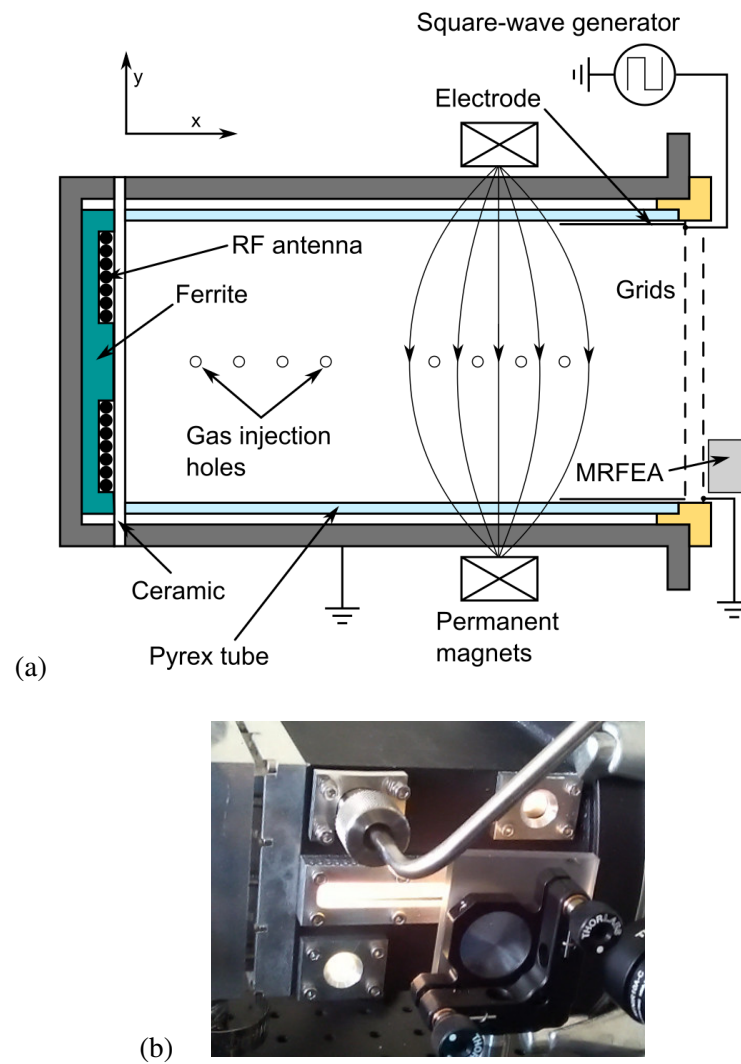 Square-wave generator
Electrode
y
x
RF antenna
Ferrite
Grids
Gas injection
holes
MRFEA
Ceramic
Permanent
magnets
Pyrex tube
(a)
THORLABS
(b)